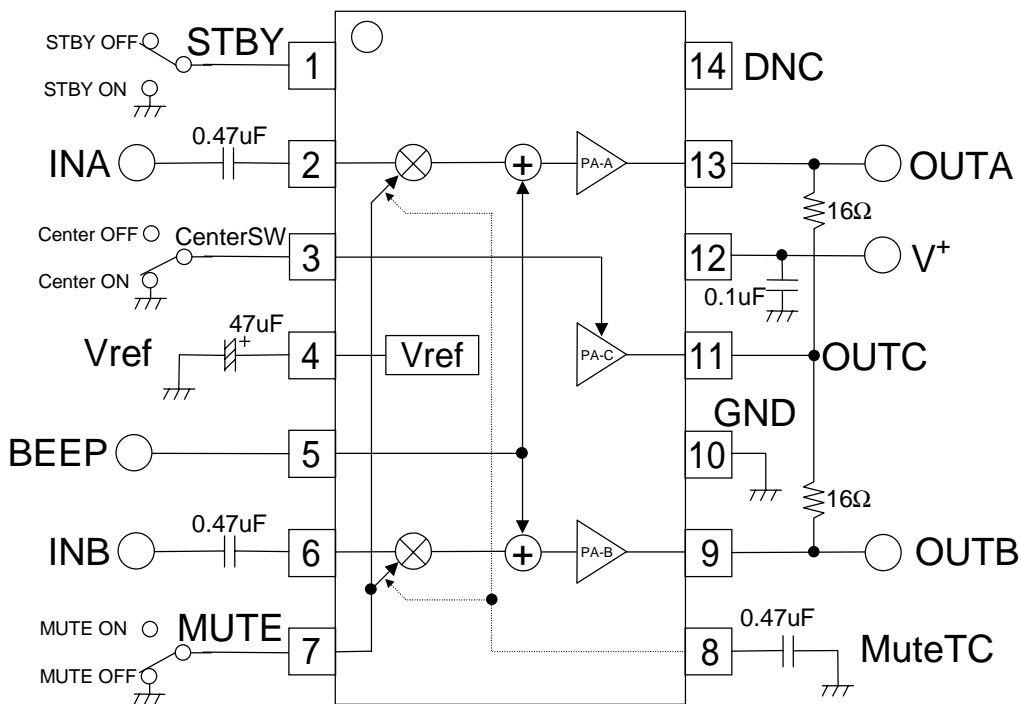 STBY OFF
STBY
1
14
DNC
STBY ON
0.47uF
INA
2
PA-A
13
OUTA
16Ω
Center OFF
CenterSW
3
12
V+
Center ON
0.1uF
47uF
+
Vref
4
Vref
PA-C
11
OUTC
GND
BEEP
5
10
16Ω
0.47uF
INB
6
PA-B
9
OUTB
MUTE ON
MUTE
7
8
0.47uF
MuteTC
MUTE OFF